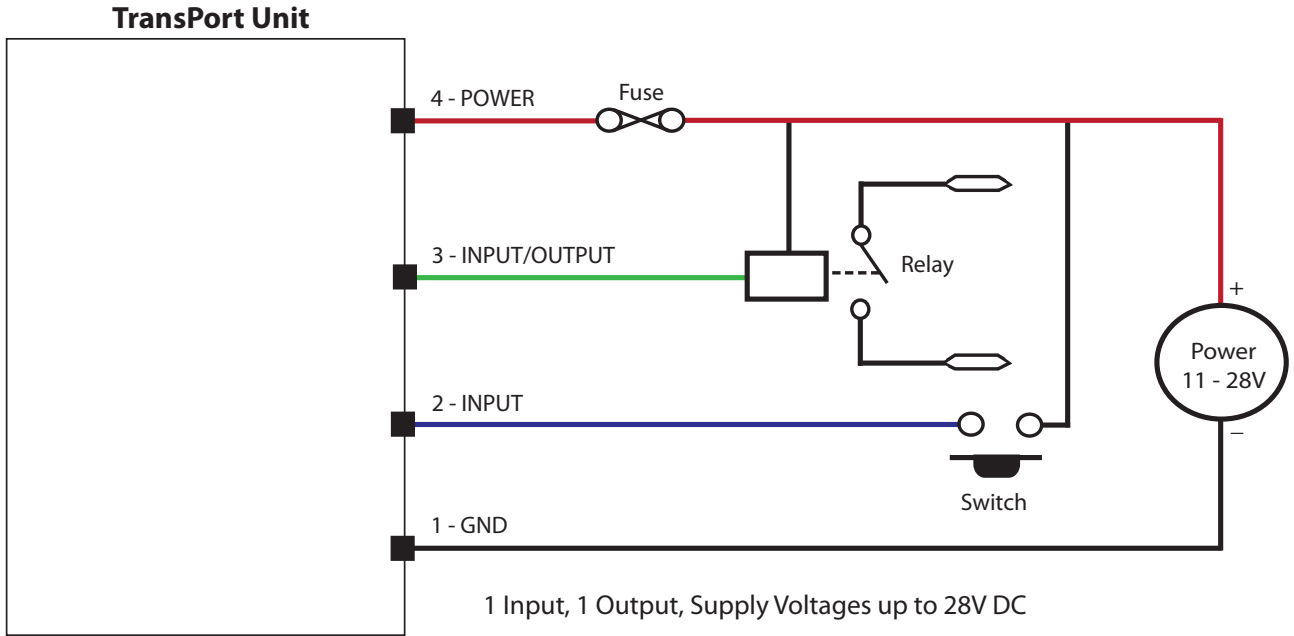 TransPort Unit
4 - POWER
Fuse
3 - INPUT/OUTPUT
Relay
+
Power
11 - 28V
–
2 - INPUT
Switch
1 - GND
1 Input, 1 Output, Supply Voltages up to 28V DC